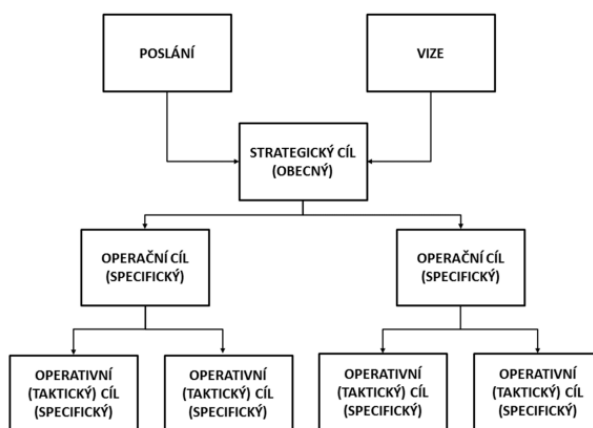 POSLÁNÍ
VIZE
STRATEGICKÝ CÍL
(OBECNÝ)
OPERAČNÍ CÍL
(SPECIFICKÝ)
OPERAČNÍ CÍL
(SPECIFICKÝ)
OPERATIVNÍ
(TAKTICKÝ) CÍL
(SPECIFICKÝ)
OPERATIVNÍ
(TAKTICKÝ) CÍL
(SPECIFICKÝ)
OPERATIVNÍ
(TAKTICKÝ) CÍL
(SPECIFICKÝ)
OPERATIVNÍ
(TAKTICKÝ) CÍL
(SPECIFICKÝ)